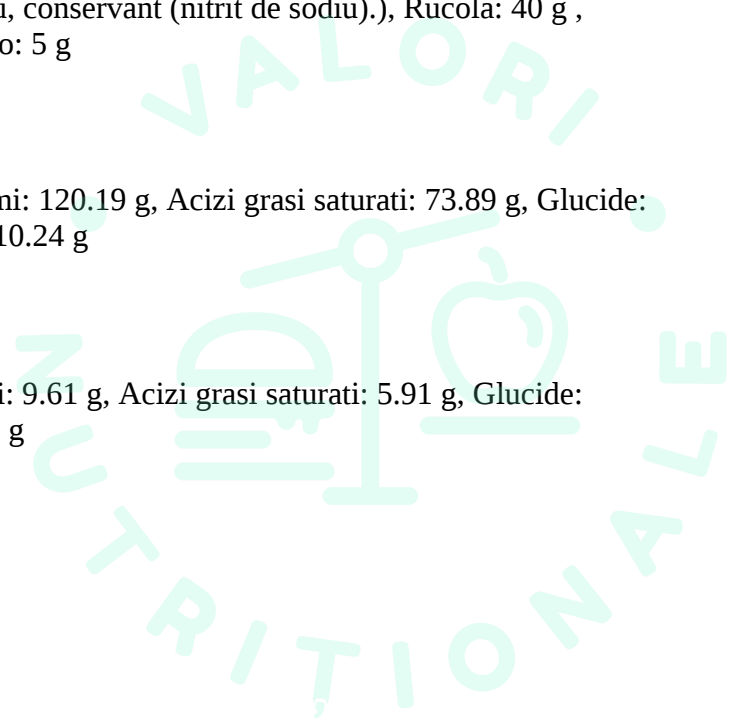 u, conservant (nitrit de sodiu).), Rucola: 40 g ,
o: 5 g
VALORI
mi: 120.19 g, Acizi grasi saturati: 73.89 g, Glucide:
10.24 g
i: 9.61 g, Acizi grasi saturati: 5.91 g, Glucide:
g
NUTRITIONALE